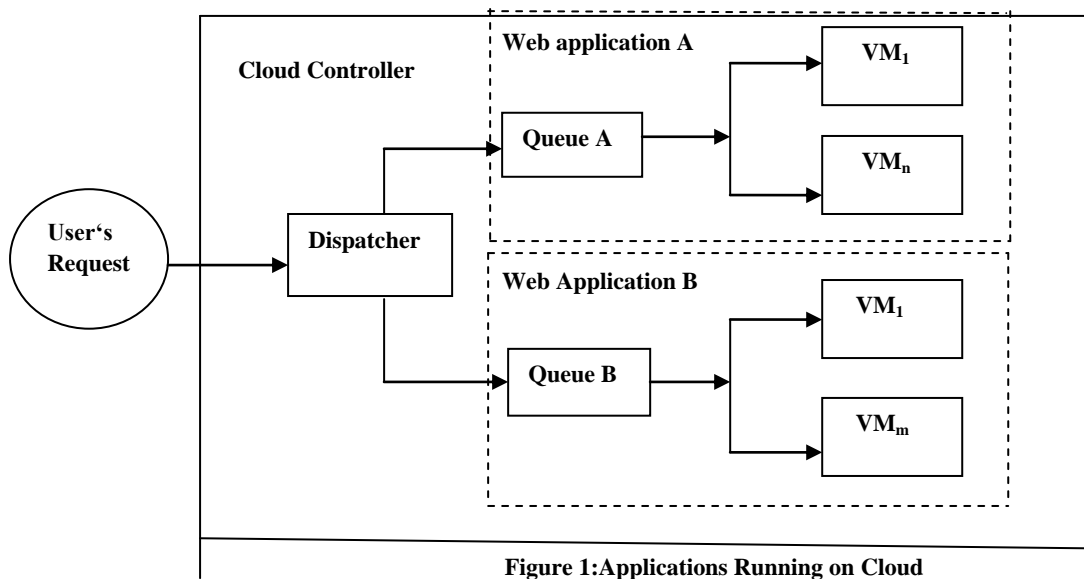 Cloud Controller
User‘s
Request
Dispatcher
Web application A
Queue A
VM₁
VMₙ
Web Application B
Queue B
VM₁
VMₘ
Figure 1:Applications Running on Cloud